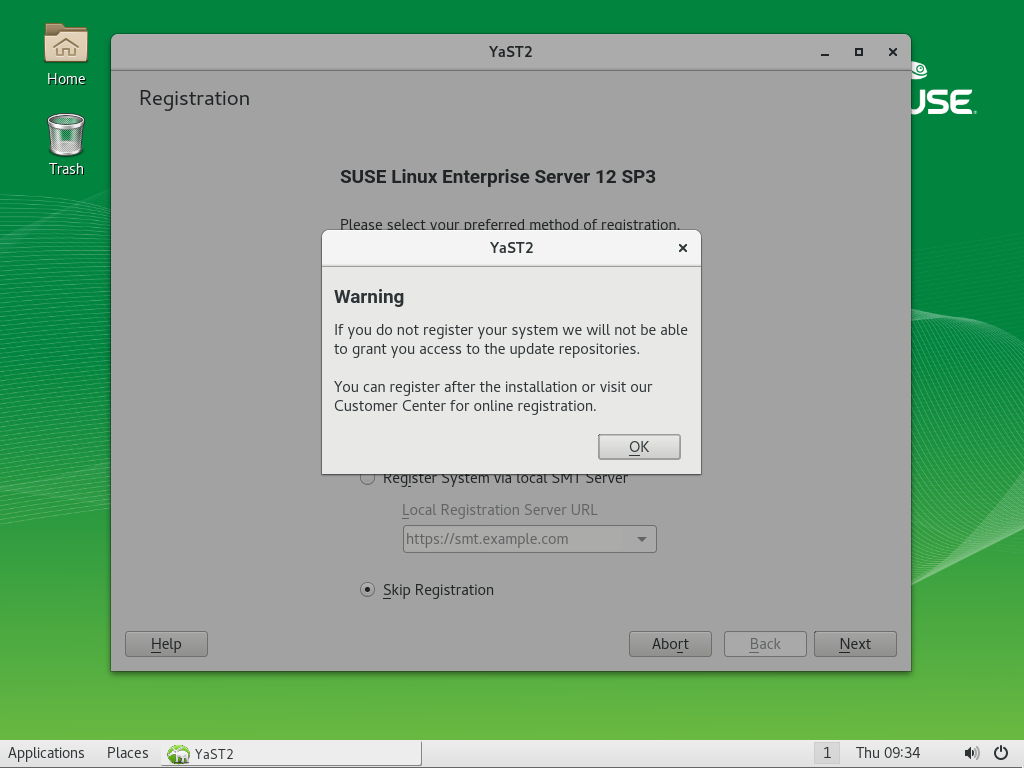 Home
Trash
YaST2
USE
Registration
SUSE Linux Enterprise Server 12 SP3
Please select your preferred method of registration.
YaST2
Warning
If you do not register your system we will not be able
to grant you access to the update repositories.
You can register after the installation or visit our
Customer Center for online registration.
OK
Register System via local SMT Server
Local Registration Server URL
https://smt.example.com
Skip Registration
Help
Abort
Back
Next
Applications
Places
YaST2
1
Thu 09:34